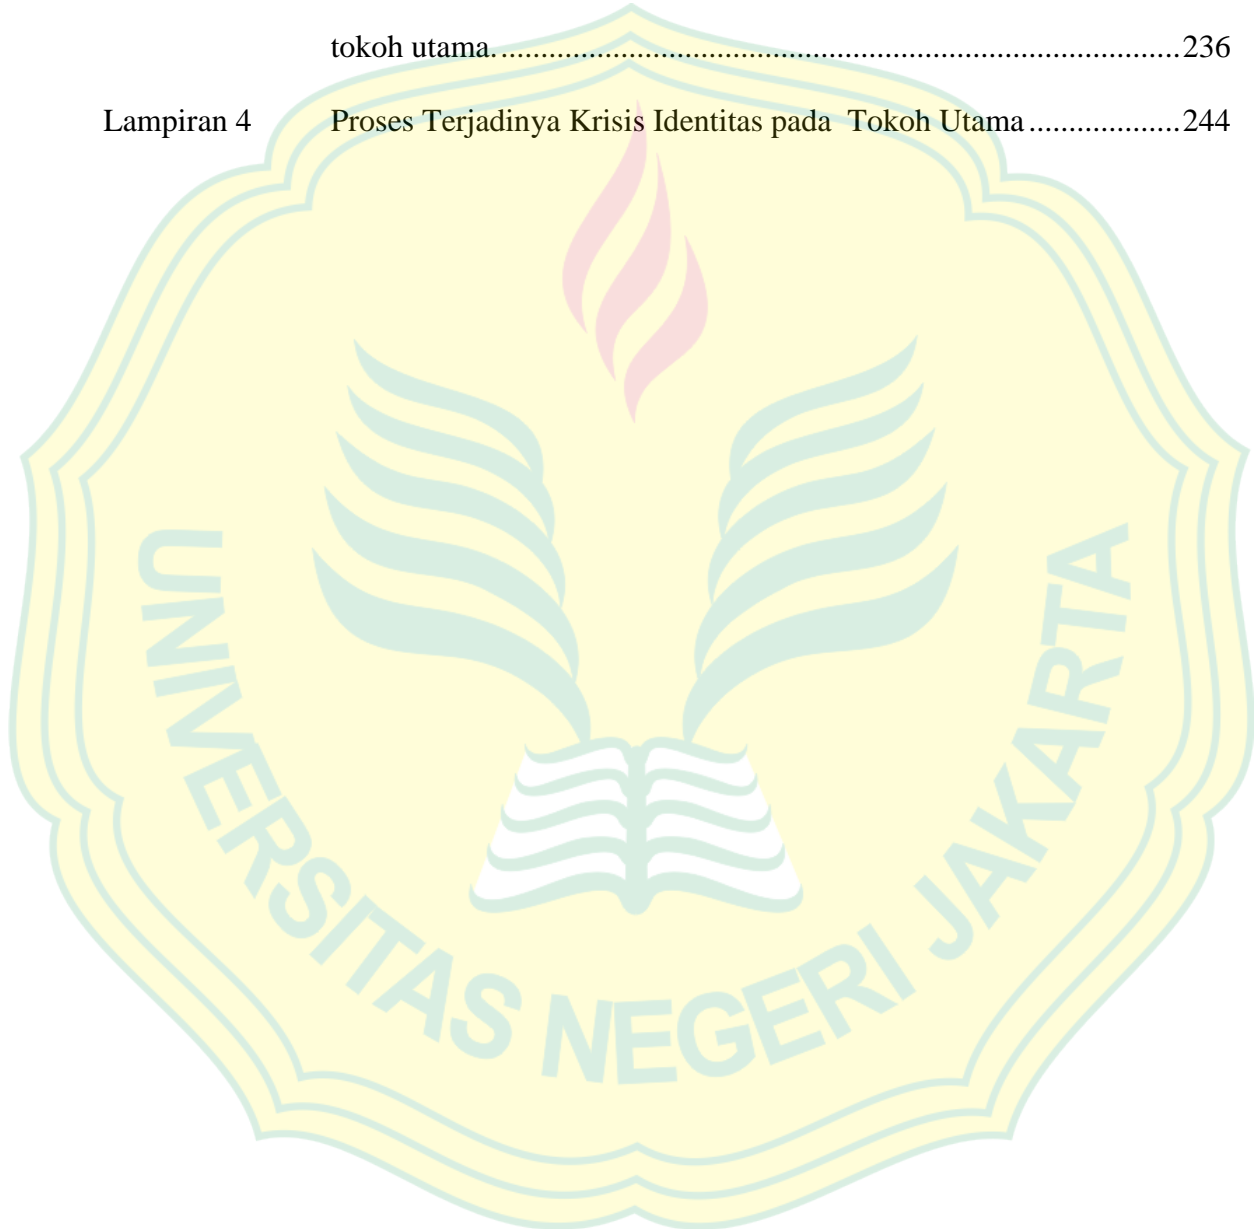 tokoh utama.......................................................................................236
Lampiran 4 Proses Terjadinya Krisis Identitas pada Tokoh Utama...................244
UNIVERSITAS NEGERI JAKARTA